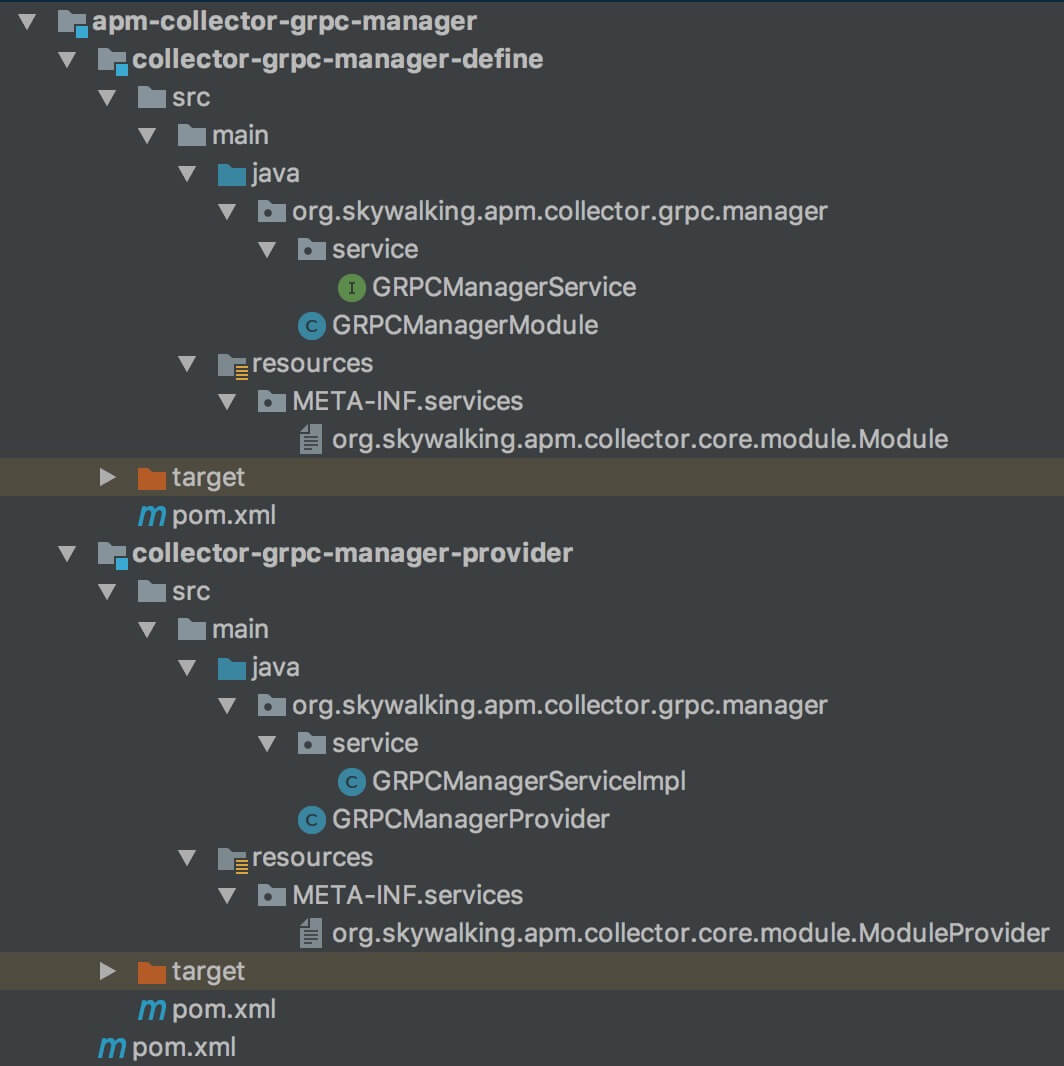 apm-collector-grpc-manager
collector-grpc-manager-define
src
main
java
org.skywalking.apm.collector.grpc.manager
service
I GRPCManagerService
C GRPCManagerModule
resources
META-INF.services
org.skywalking.apm.collector.core.module.Module
target
m pom.xml
collector-grpc-manager-provider
src
main
java
org.skywalking.apm.collector.grpc.manager
service
C GRPCManagerServiceImpl
C GRPCManagerProvider
resources
META-INF.services
org.skywalking.apm.collector.core.module.ModuleProvider
target
m pom.xml
m pom.xml